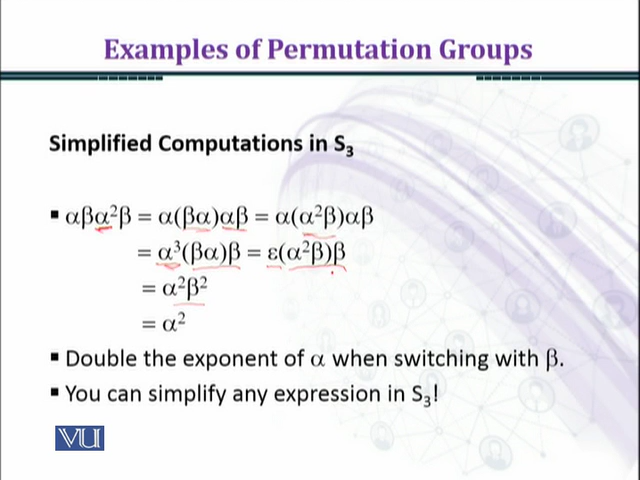 Examples of Permutation Groups
Simplified Computations in S₃
▪ αβα²β = α(βα)αβ = α(α²β)αβ
= α³(βα)β = ε(α²β)β
= α²β²
= α²
▪ Double the exponent of α when switching with β.
▪ You can simplify any expression in S₃!
VU